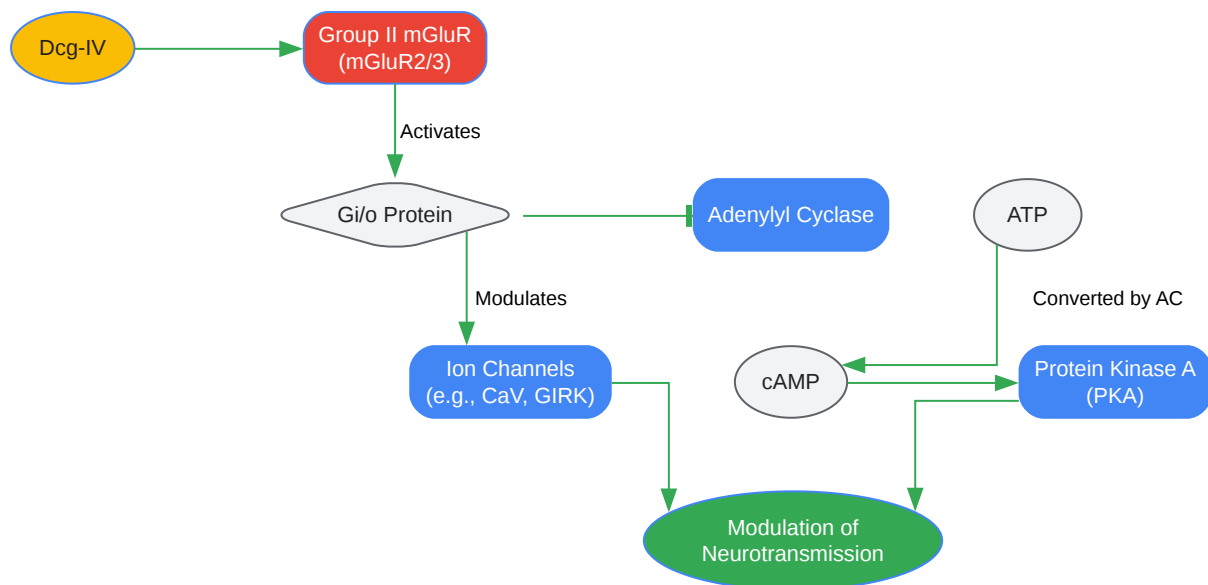 Dcg-IV
Group II mGluR
(mGluR2/3)
Activates
Gi/o Protein
Adenylyl Cyclase
ATP
Modulates
Converted by AC
Ion Channels
(e.g., CaV, GIRK)
cAMP
Protein Kinase A
(PKA)
Modulation of
Neurotransmission